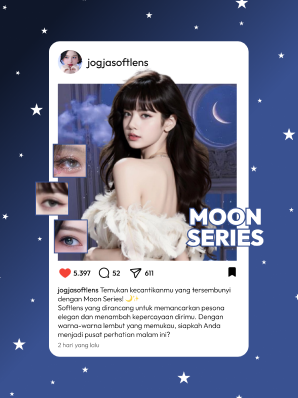 jogjasoftlens
MOON
SERIES
5.397 52 611
jogjasoftlens Temukan kecantikanmu yang tersembunyi
dengan Moon Series! 🌙✨
Softlens yang dirancang untuk memancarkan pesona
elegan dan menambah kepercayaan dirimu. Dengan
warna-warna lembut yang memukau, siapkah Anda
menjadi pusat perhatian malam ini?
2 hari yang lalu